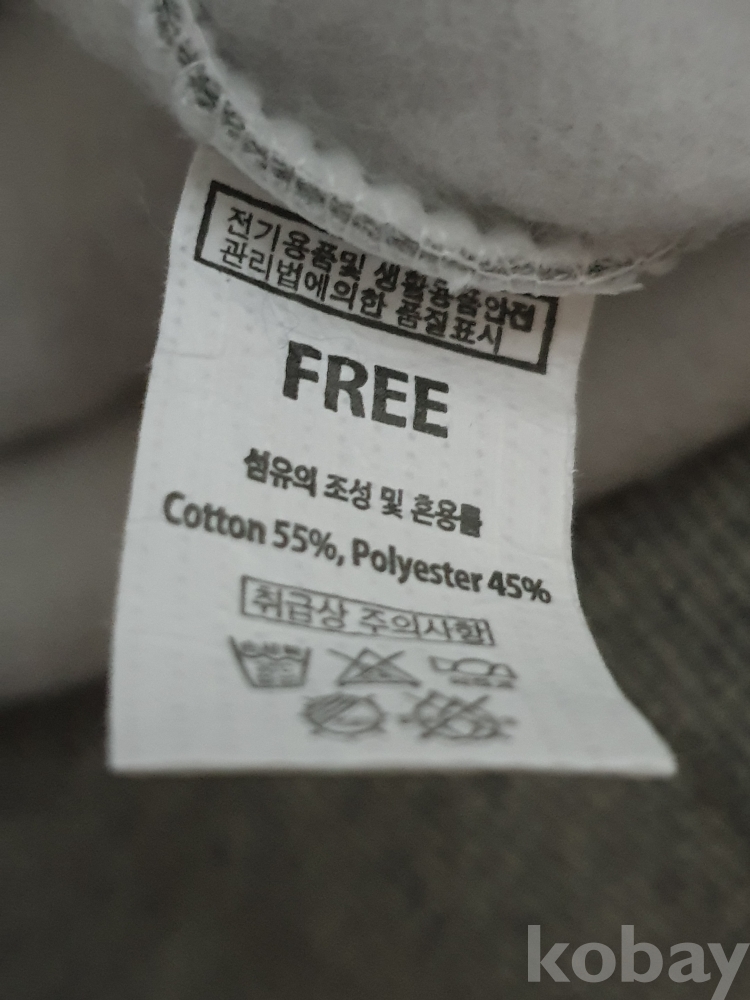 전기용품및 생활용품안전
관리법에의한 품질표시
FREE
섬유의 조성 및 혼용률
Cotton 55%, Polyester 45%
취급상 주의사항
kobay